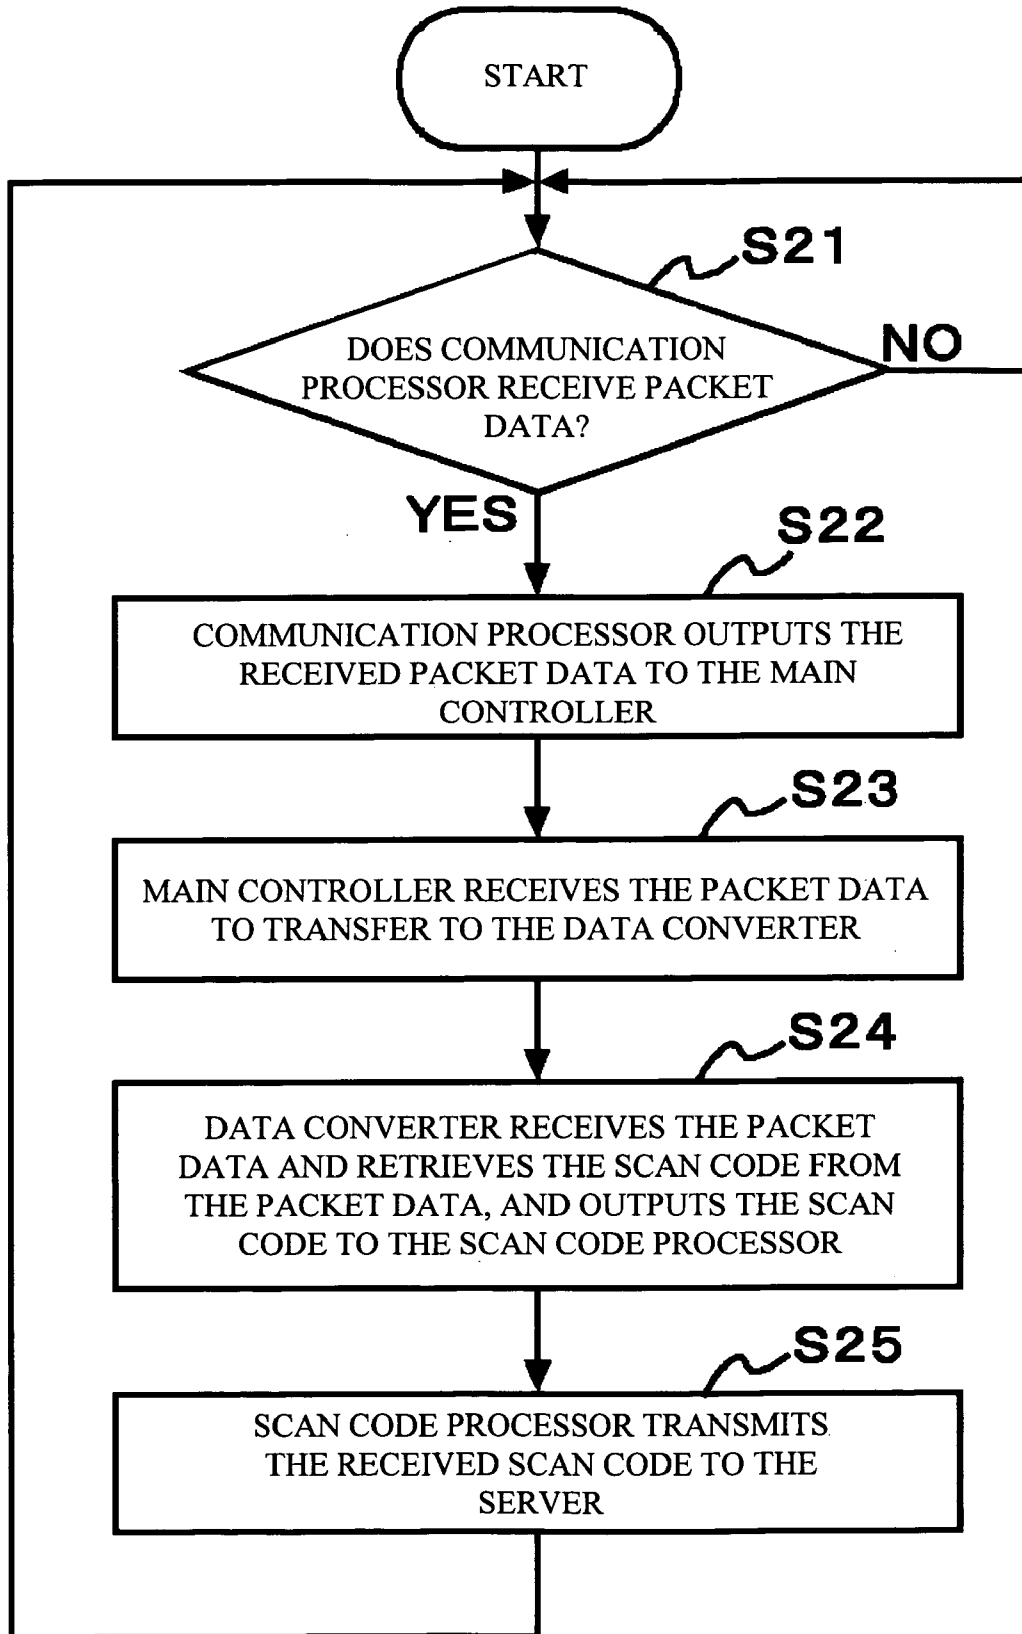 START
S21
DOES COMMUNICATION
PROCESSOR RECEIVE PACKET
DATA?
NO
YES
S22
COMMUNICATION PROCESSOR OUTPUTS THE
RECEIVED PACKET DATA TO THE MAIN
CONTROLLER
S23
MAIN CONTROLLER RECEIVES THE PACKET DATA
TO TRANSFER TO THE DATA CONVERTER
S24
DATA CONVERTER RECEIVES THE PACKET
DATA AND RETRIEVES THE SCAN CODE FROM
THE PACKET DATA, AND OUTPUTS THE SCAN
CODE TO THE SCAN CODE PROCESSOR
S25
SCAN CODE PROCESSOR TRANSMITS
THE RECEIVED SCAN CODE TO THE
SERVER